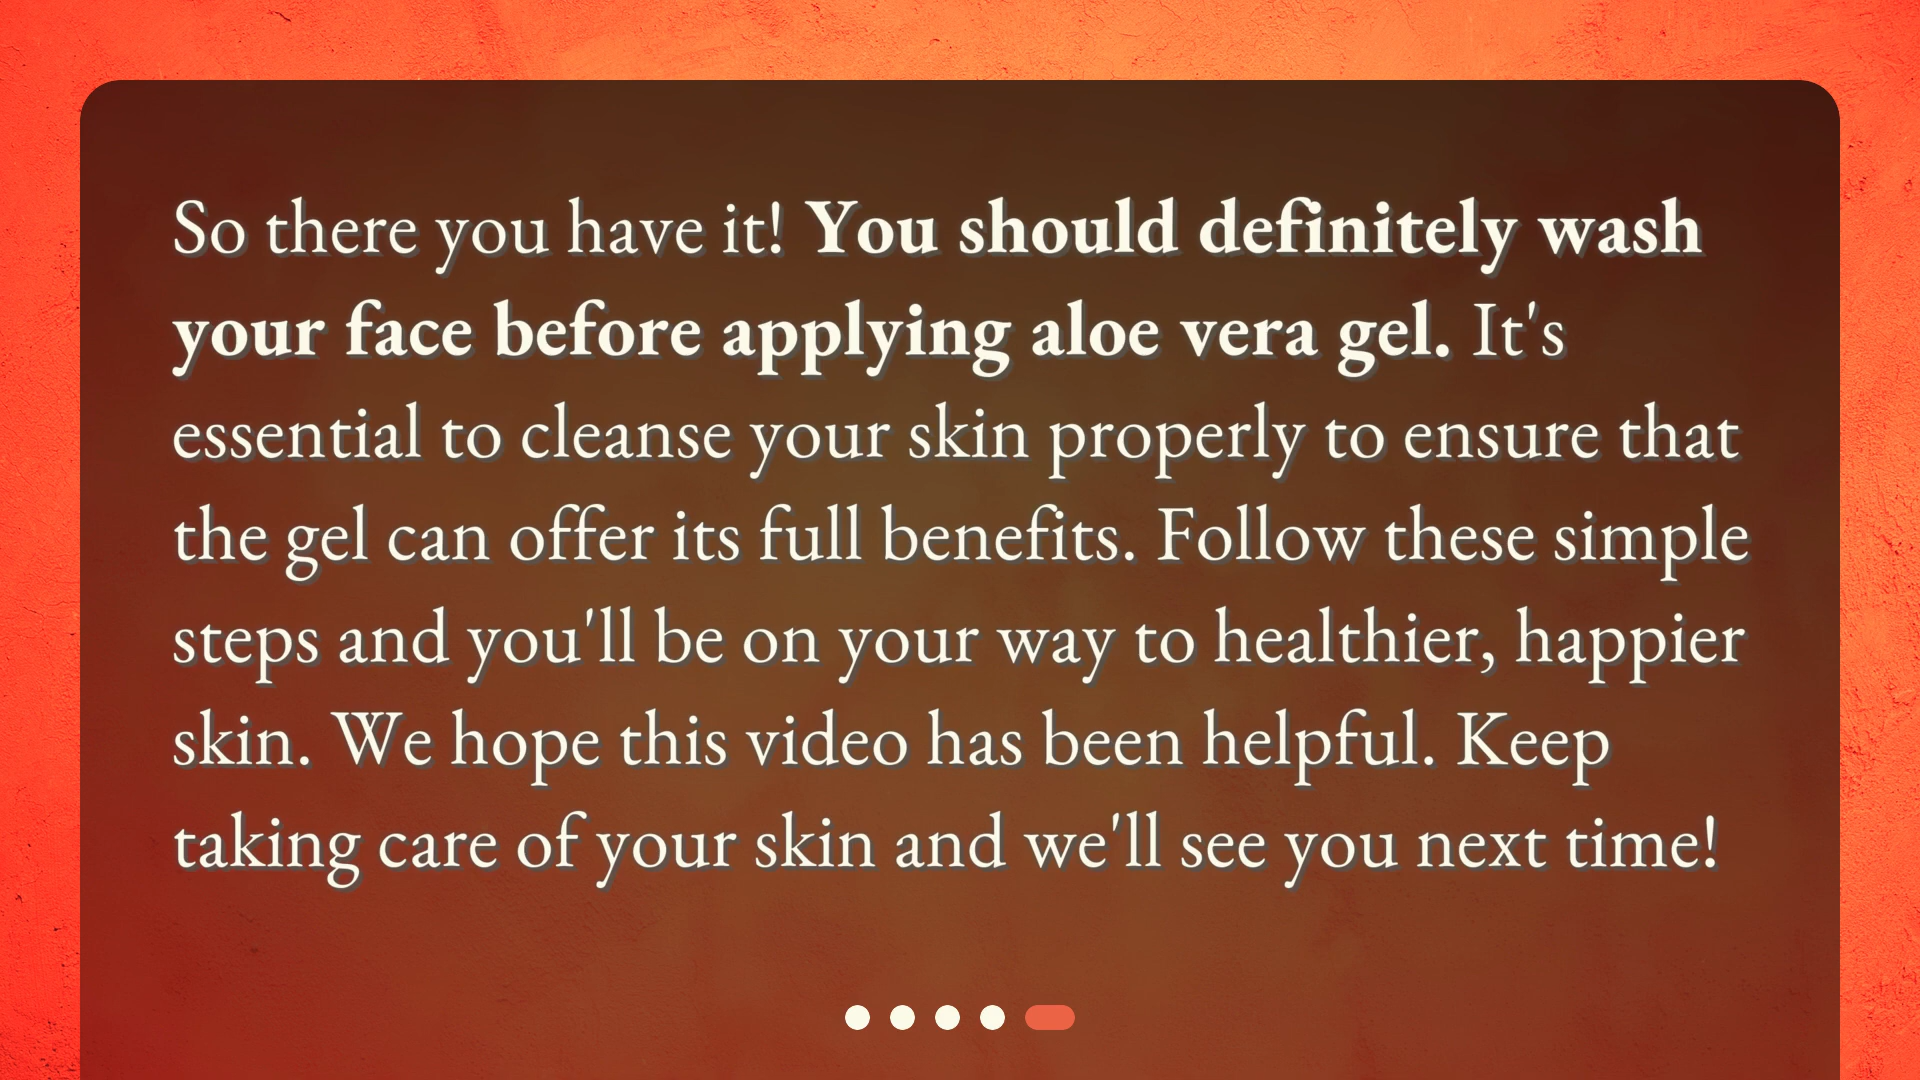 So there you have it! You should definitely wash
your face before applying aloe vera gel. It's
essential to cleanse your skin properly to ensure that
the gel can offer its full benefits. Follow these simple
steps and you'll be on your way to healthier, happier
skin. We hope this video has been helpful. Keep
taking care of your skin and we'll see you next time!